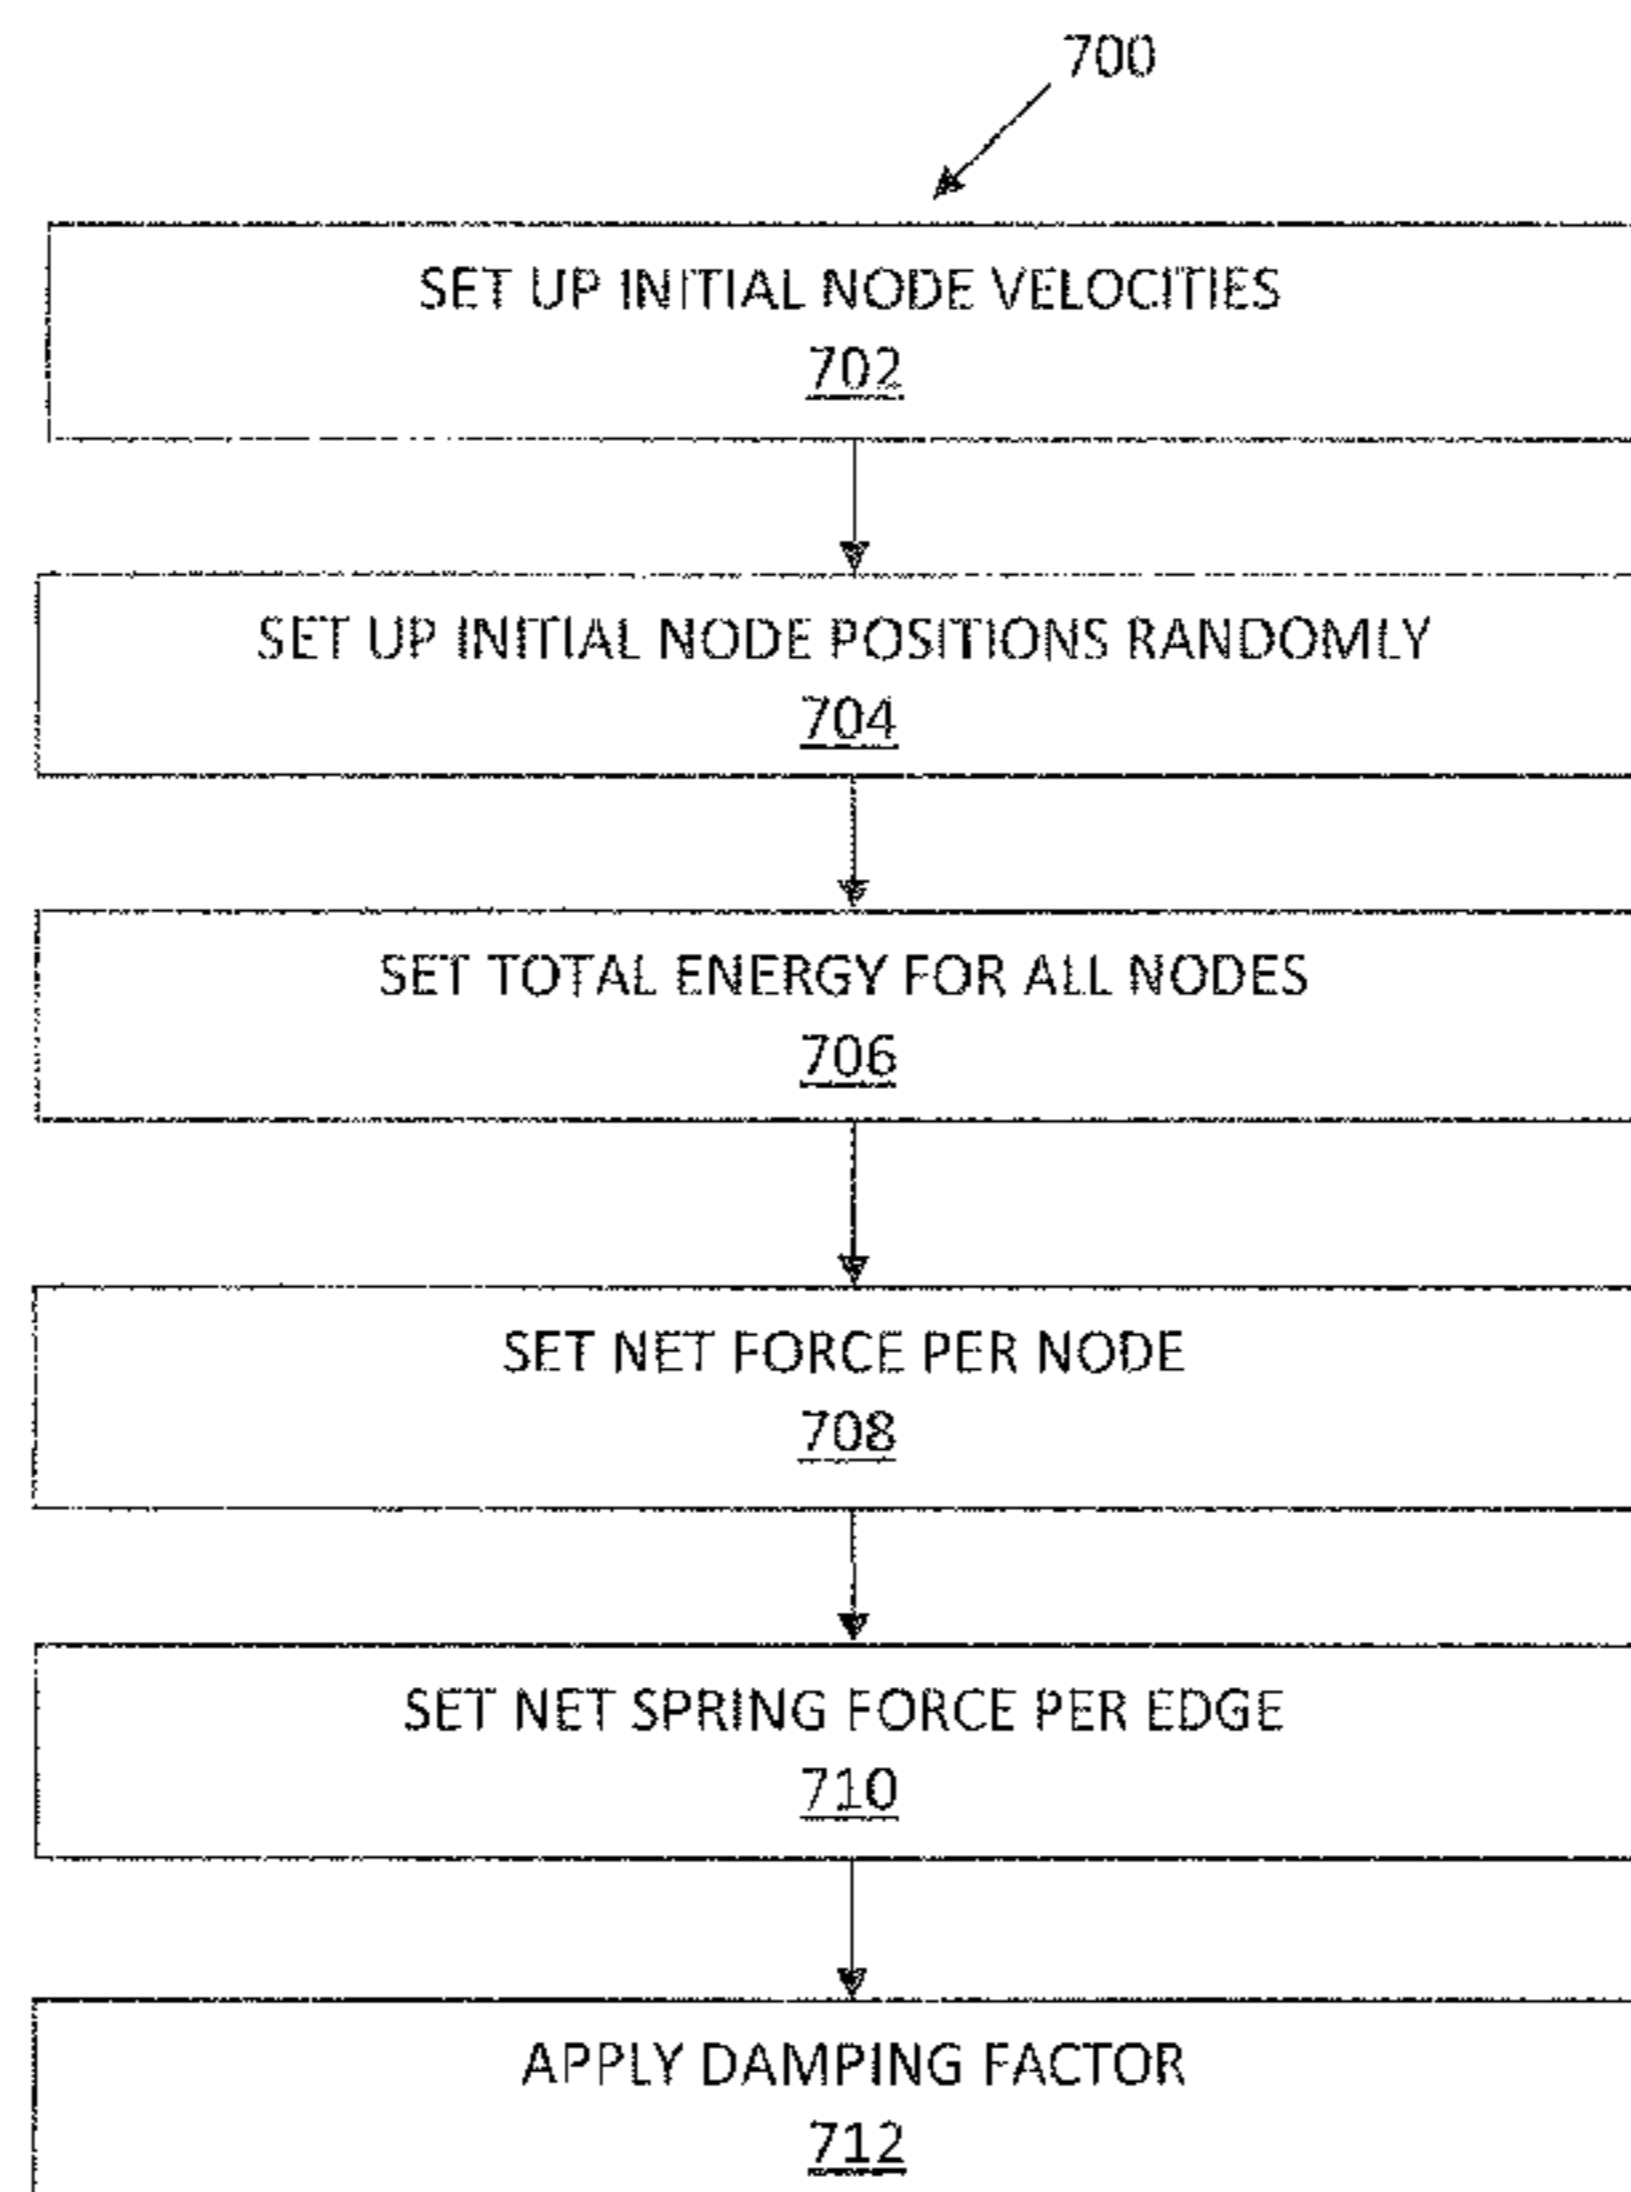 700
SET UP INITIAL NODE VELOCITIES
702
SET UP INITIAL NODE POSITIONS RANDOMLY
704
SET TOTAL ENERGY FOR ALL NODES
706
SET NET FORCE PER NODE
708
SET NET SPRING FORCE PER EDGE
710
APPLY DAMPING FACTOR
712